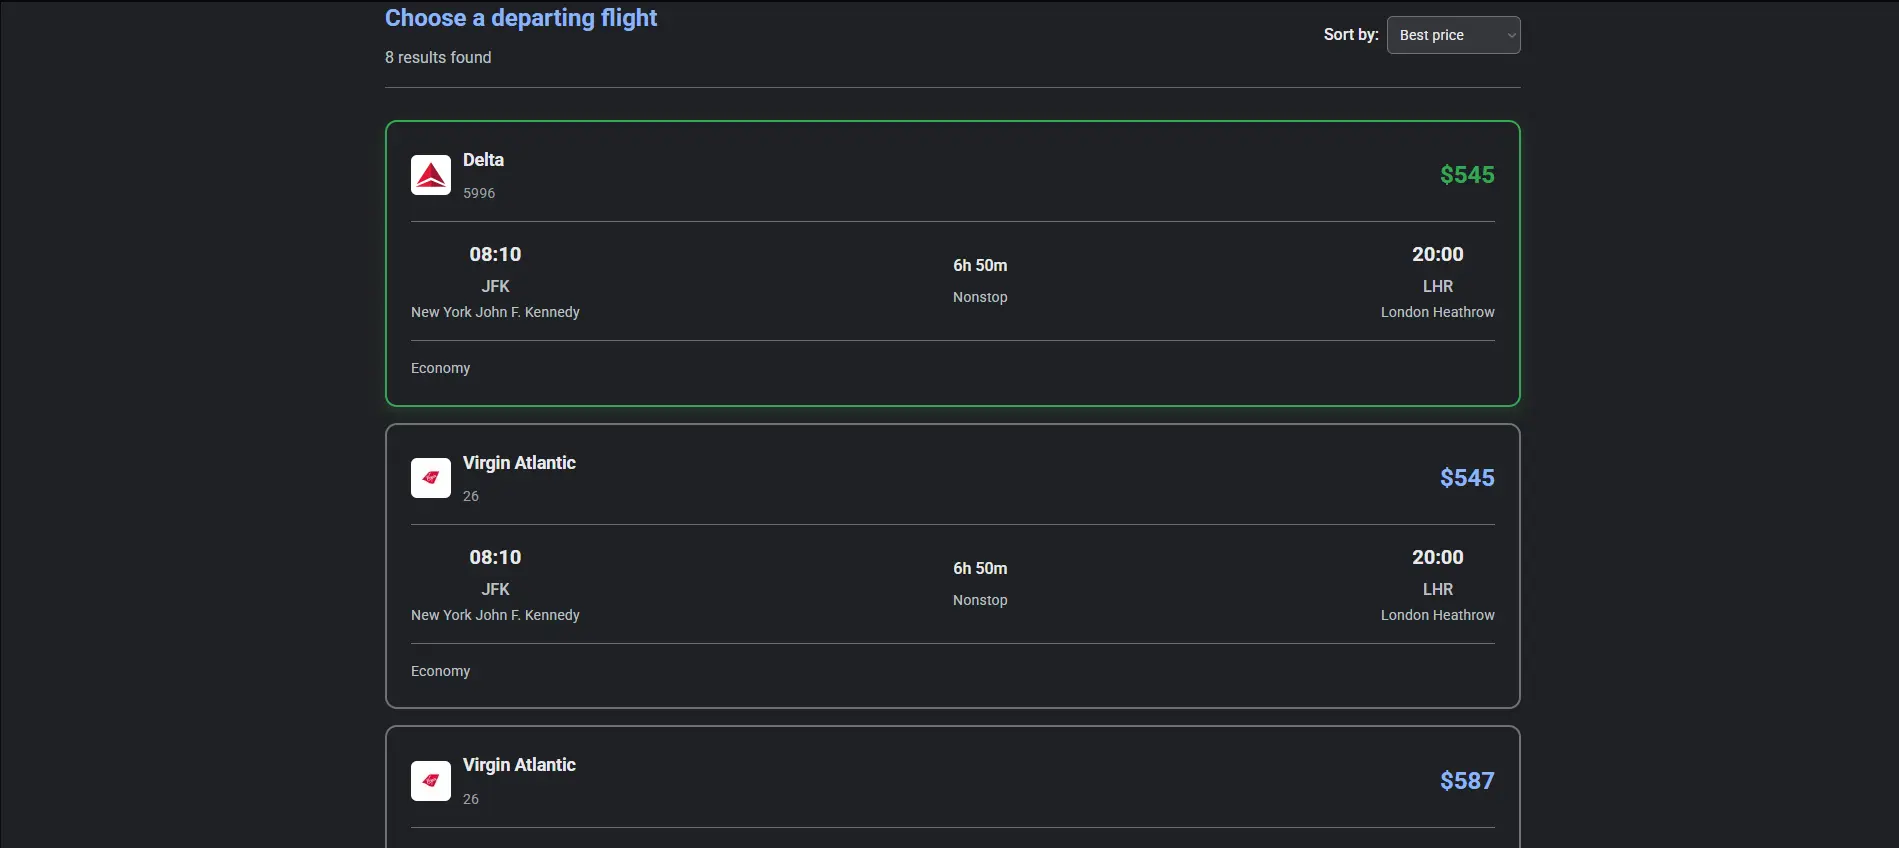 Choose a departing flight
8 results found
Sort by: Best price
Delta
5996
$545
08:10
JFK
New York John F. Kennedy
6h 50m
Nonstop
20:00
LHR
London Heathrow
Economy
Virgin Atlantic
26
$545
08:10
JFK
New York John F. Kennedy
6h 50m
Nonstop
20:00
LHR
London Heathrow
Economy
Virgin Atlantic
26
$587